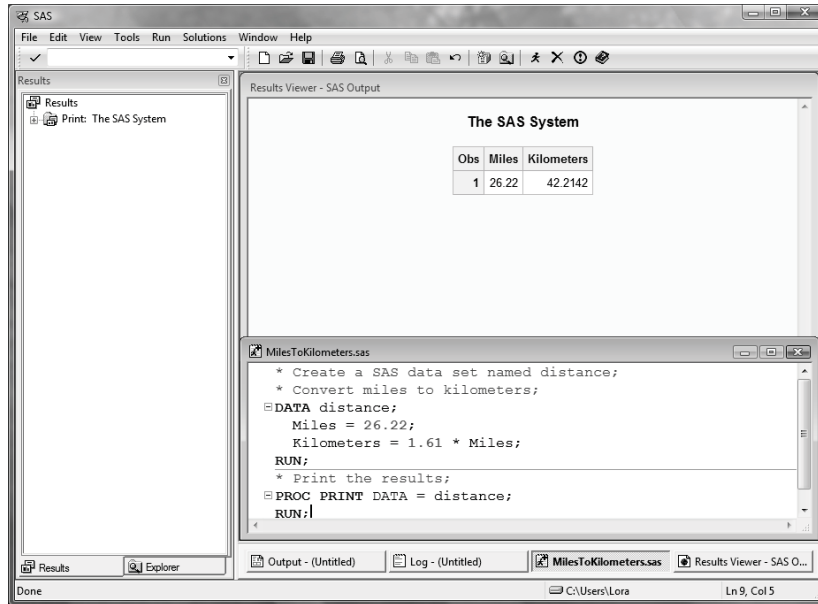 SAS
File Edit View Tools Run Solutions Window Help
Results
Results
Print: The SAS System
Results Viewer - SAS Output
The SAS System
Obs Miles Kilometers
1 26.22 42.2142
MilesToKilometers.sas
* Create a SAS data set named distance;
* Convert miles to kilometers;
DATA distance;
Miles = 26.22;
Kilometers = 1.61 * Miles;
RUN;
* Print the results;
PROC PRINT DATA = distance;
RUN;
Results Explorer
Output - (Untitled) Log - (Untitled) MilesToKilometers.sas Results Viewer - SAS O...
Done C:\Users\Lora Ln 9, Col 5